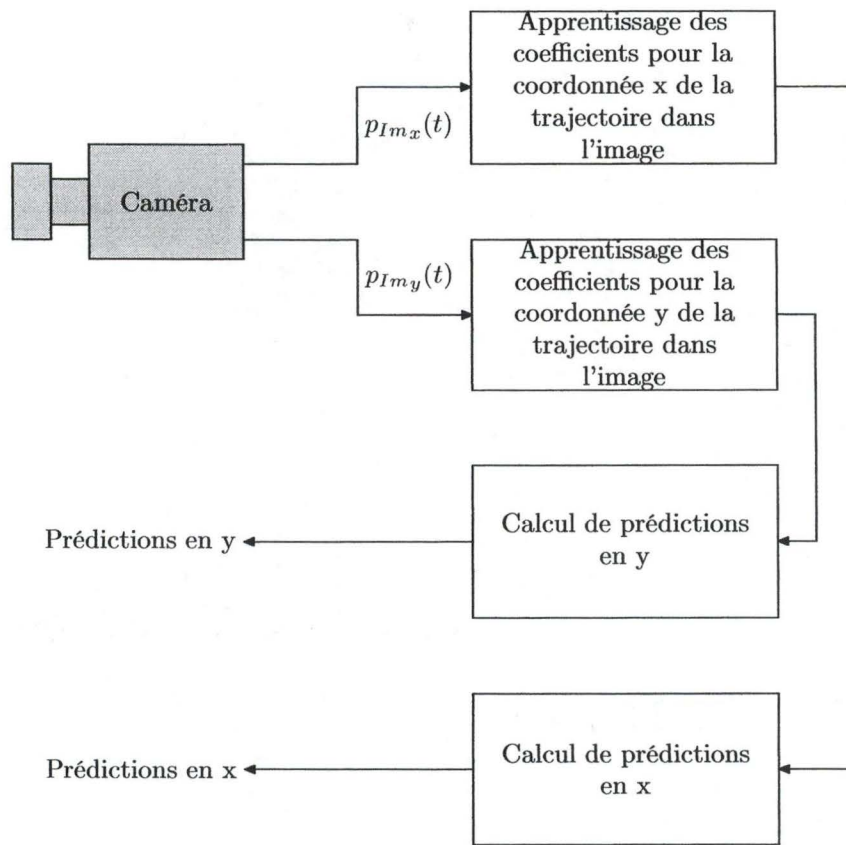 Apprentissage des
coefficients pour la
coordonnée x de la
trajectoire dans
l'image
p_{Im_x}(t)
Caméra
p_{Im_y}(t)
Apprentissage des
coefficients pour la
coordonnée y de la
trajectoire dans
l'image
Calcul de prédictions
en y
Prédictions en y
Calcul de prédictions
en x
Prédictions en x